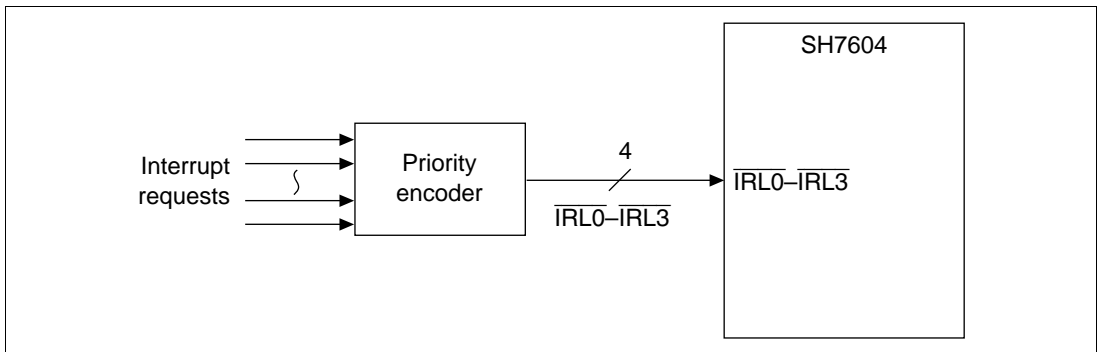 SH7604
Interrupt
requests
Priority
encoder
4
IRL0–IRL3
IRL0–IRL3